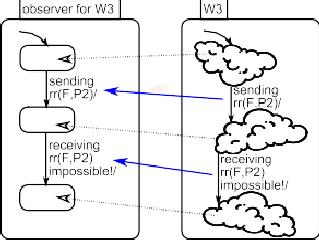 observer for W3
W3
sending
rr(F,P2)/
receiving
rr(F,P2)
impossible!/
sending
rr(F,P2)/
receiving
rr(F,P2)
impossible!/